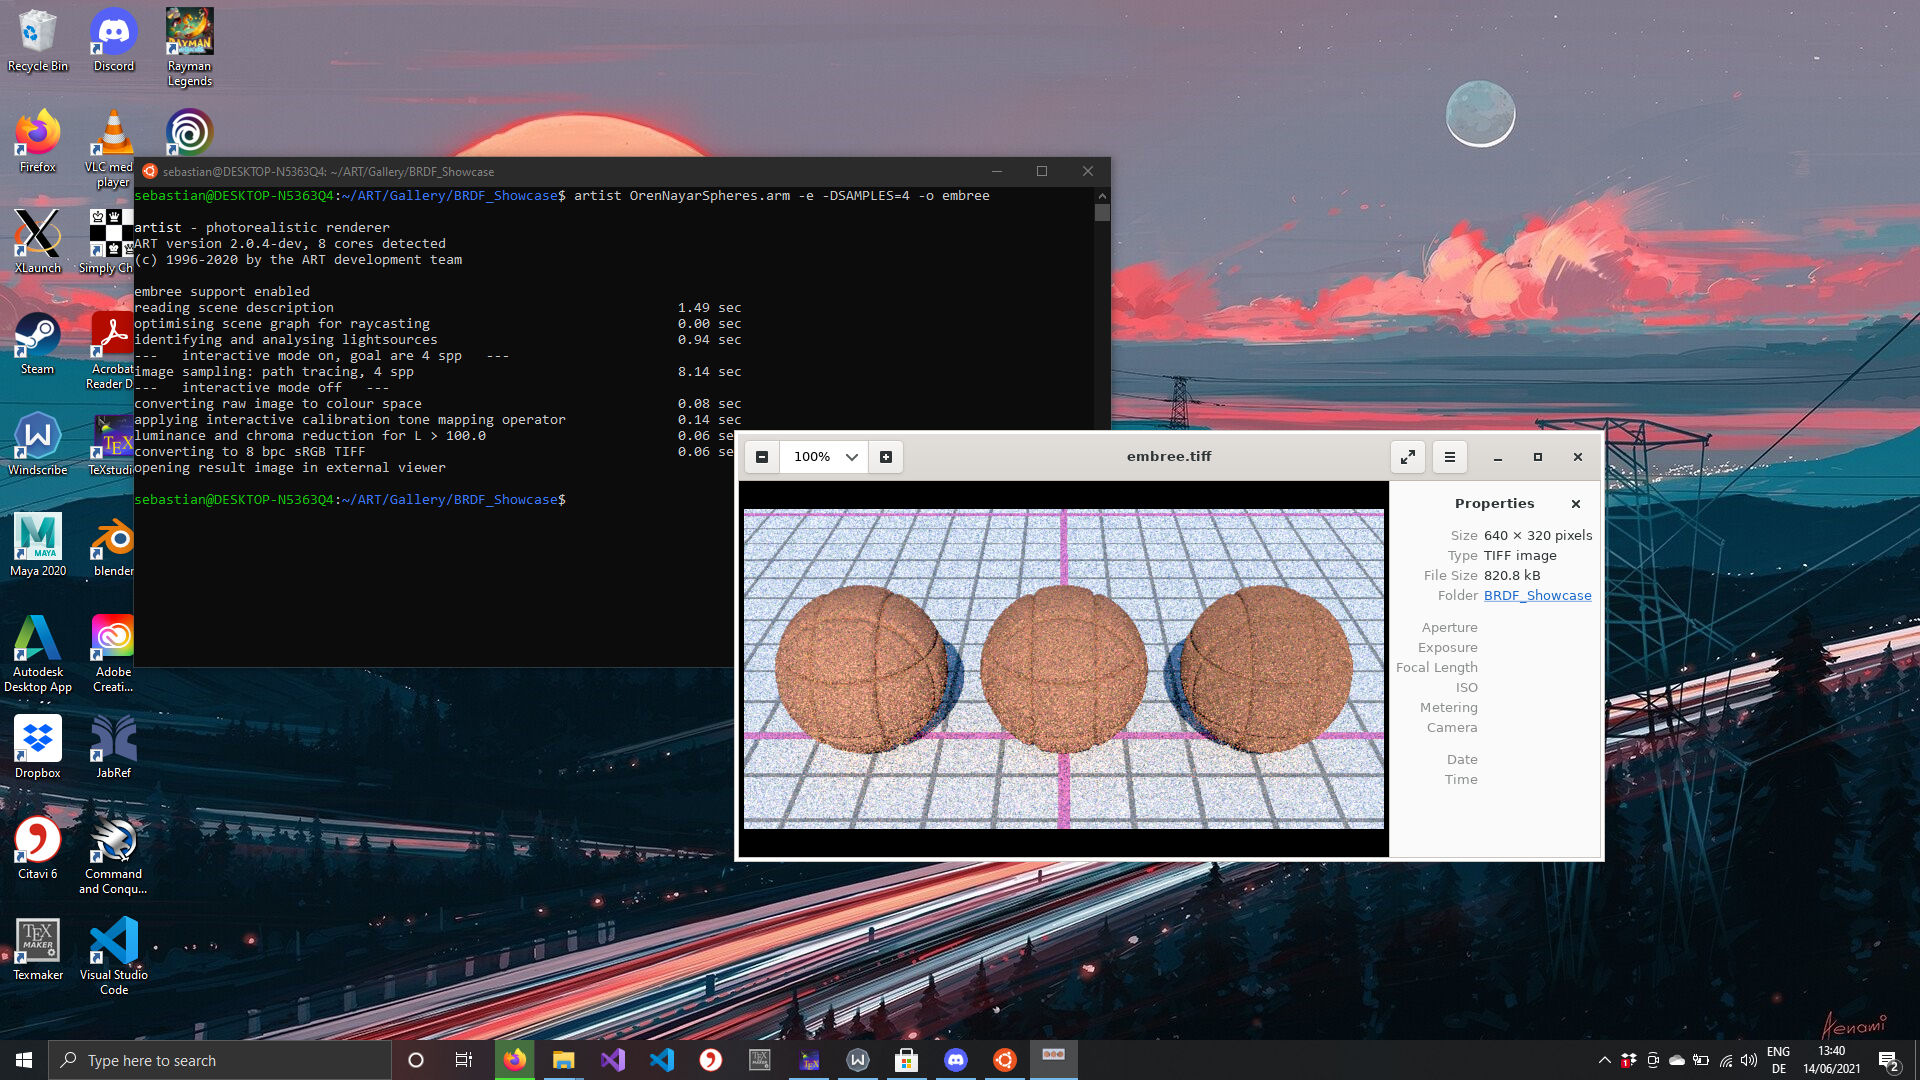 Recycle Bin
Discord
Rayman
Legends
Firefox
VLC med
player
XLaunch
Simply Ch
Steam
Acrobat
Reader D
Windscribe
TeXstudi
Maya 2020
blender
Autodesk
Desktop App
Adobe
Creati...
Dropbox
JabRef
Citavi 6
Command
and Conqu...
Texmaker
Visual Studio
Code
sebastian@DESKTOP-N5363Q4: ~/ART/Gallery/BRDF_Showcase
sebastian@DESKTOP-N5363Q4:~/ART/Gallery/BRDF_Showcase$ artist OrenNayarSpheres.arm -e -DSAMPLES=4 -o embree
artist - photorealistic renderer
ART version 2.0.4-dev, 8 cores detected
(c) 1996-2020 by the ART development team
embree support enabled
reading scene description 1.49 sec
optimising scene graph for raycasting 0.00 sec
identifying and analysing lightsources 0.94 sec
--- interactive mode on, goal are 4 spp ---
image sampling: path tracing, 4 spp 8.14 sec
--- interactive mode off ---
converting raw image to colour space 0.08 sec
applying interactive calibration tone mapping operator 0.14 sec
luminance and chroma reduction for L > 100.0 0.06 se
converting to 8 bpc sRGB TIFF 0.06 se
opening result image in external viewer
sebastian@DESKTOP-N5363Q4:~/ART/Gallery/BRDF_Showcase$
100%
embree.tiff
Properties
Size 640 × 320 pixels
Type TIFF image
File Size 820.8 kB
Folder BRDF_Showcase
Aperture
Exposure
Focal Length
ISO
Metering
Camera
Date
Time
Aenami
Type here to search
ENG
DE
13:40
14/06/2021
2